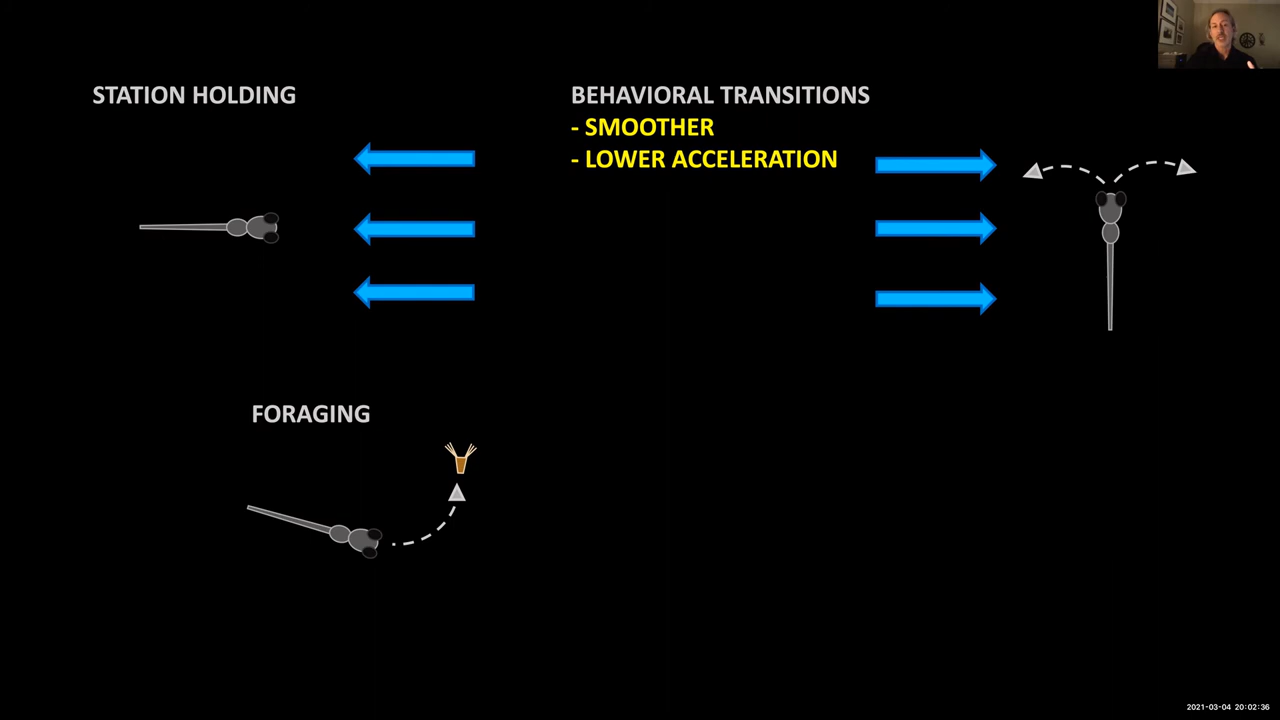 STATION HOLDING
BEHAVIORAL TRANSITIONS
- SMOOTHER
- LOWER ACCELERATION
FORAGING
2021-03-04 20:02:36